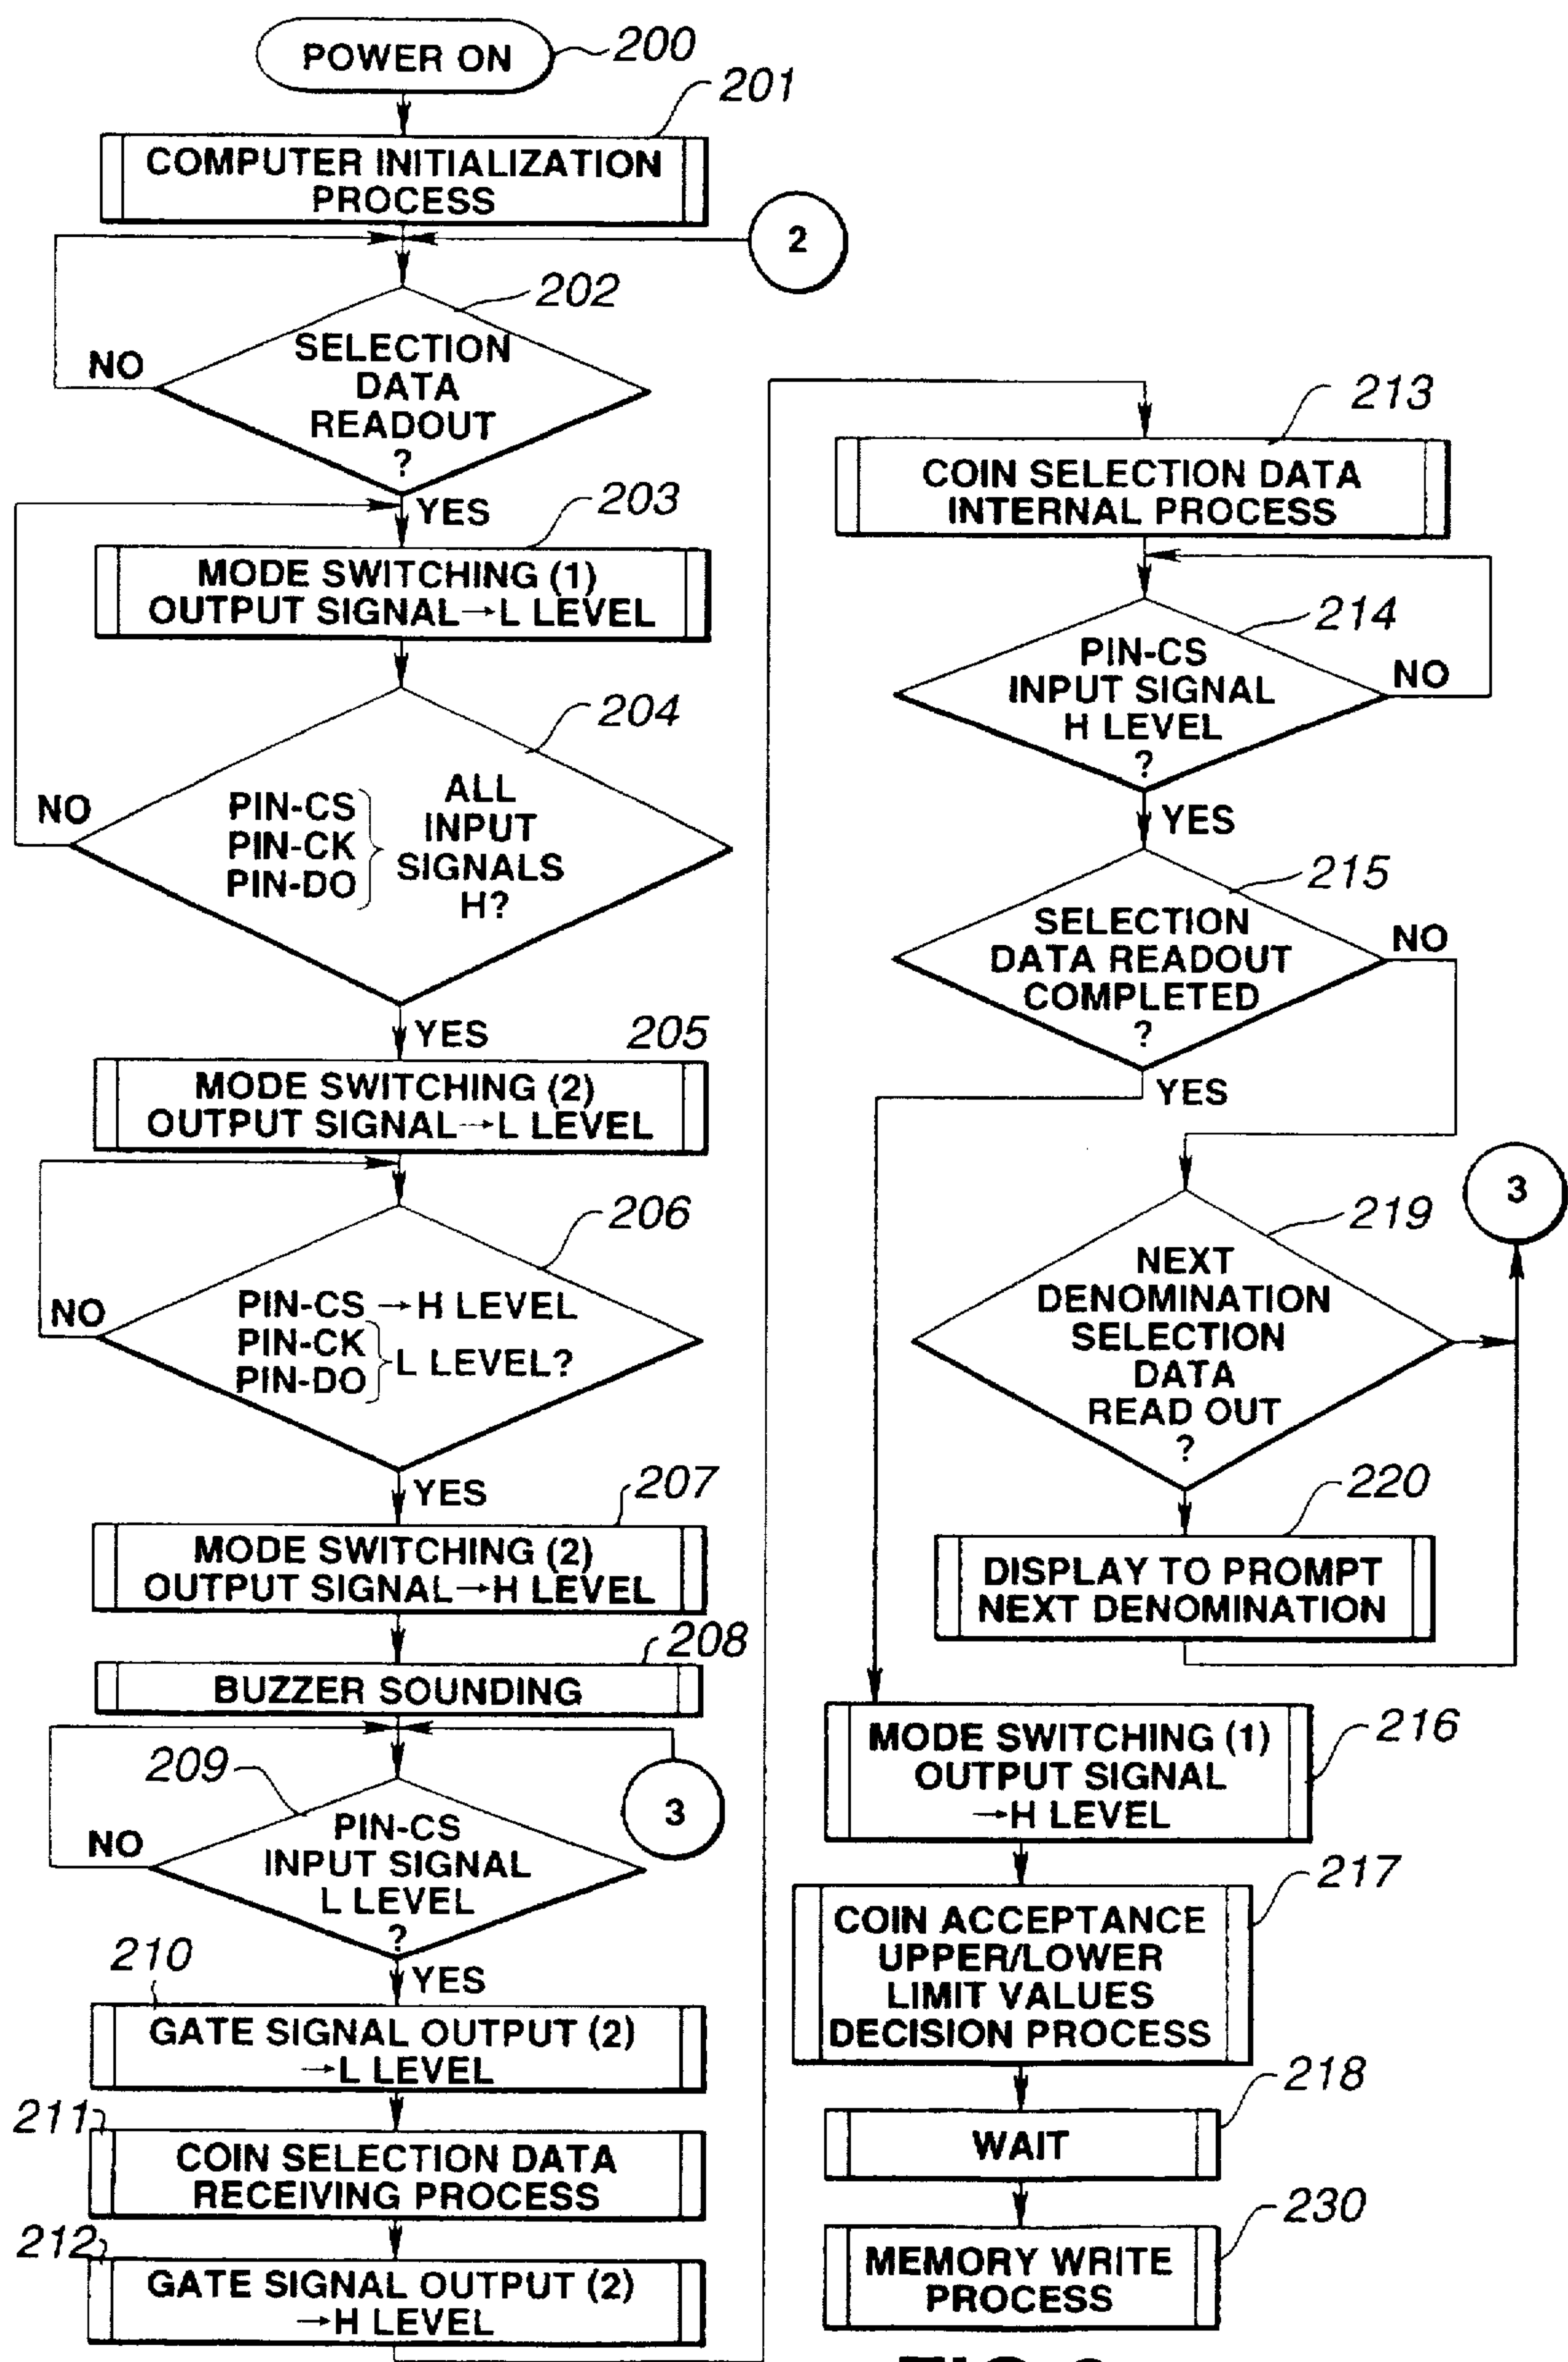 POWER ON
200
201
COMPUTER INITIALIZATION
PROCESS
2
202
SELECTION
DATA
READOUT
?
NO
YES
203
MODE SWITCHING (1)
OUTPUT SIGNAL→L LEVEL
204
PIN-CS
PIN-CK
PIN-DO
ALL
INPUT
SIGNALS
H?
NO
YES
205
MODE SWITCHING (2)
OUTPUT SIGNAL→L LEVEL
206
PIN-CS →H LEVEL
PIN-CK
PIN-DO
L LEVEL?
NO
YES
207
MODE SWITCHING (2)
OUTPUT SIGNAL→H LEVEL
208
BUZZER SOUNDING
209
3
PIN-CS
INPUT SIGNAL
L LEVEL
?
NO
YES
210
GATE SIGNAL OUTPUT (2)
→L LEVEL
211
COIN SELECTION DATA
RECEIVING PROCESS
212
GATE SIGNAL OUTPUT (2)
→H LEVEL
213
COIN SELECTION DATA
INTERNAL PROCESS
214
PIN-CS
INPUT SIGNAL
H LEVEL
?
NO
YES
215
SELECTION
DATA READOUT
COMPLETED
?
NO
YES
3
219
NEXT
DENOMINATION
SELECTION
DATA
READ OUT
?
220
DISPLAY TO PROMPT
NEXT DENOMINATION
216
MODE SWITCHING (1)
OUTPUT SIGNAL
→H LEVEL
217
COIN ACCEPTANCE
UPPER/LOWER
LIMIT VALUES
DECISION PROCESS
218
WAIT
230
MEMORY WRITE
PROCESS